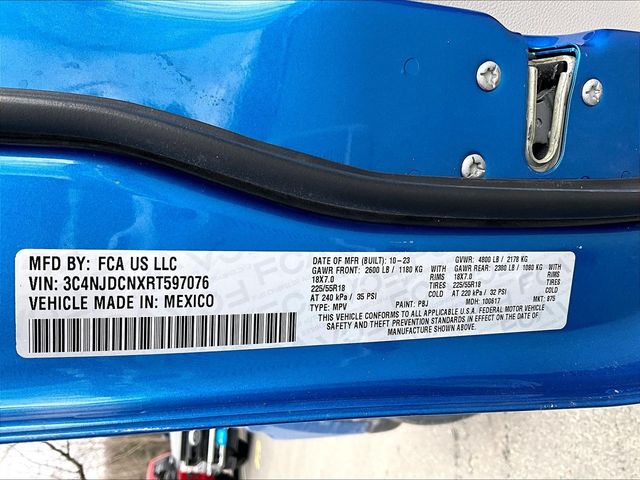 MFD BY: FCA US LLC
VIN: 3C4NJDCNXRT597076
VEHICLE MADE IN: MEXICO
DATE OF MFR (BUILT): 10-23 GVWR: 4800 LB / 2178 KG
GAWR FRONT: 2600 LB / 1180 KG WITH GAWR REAR: 2380 LB / 1080 KG WITH
18X7.0 RIMS 18X7.0 RIMS
225/55R18 TIRES 225/55R18 TIRES
AT 240 kPa / 35 PSI COLD AT 220 kPa / 32 PSI COLD
TYPE: MPV PAINT: PBJ MDH: 100617 MKT: 875
THIS VEHICLE CONFORMS TO ALL APPLICABLE U.S.A. FEDERAL MOTOR VEHICLE
SAFETY AND THEFT PREVENTION STANDARDS IN EFFECT ON THE DATE OF
MANUFACTURE SHOWN ABOVE.